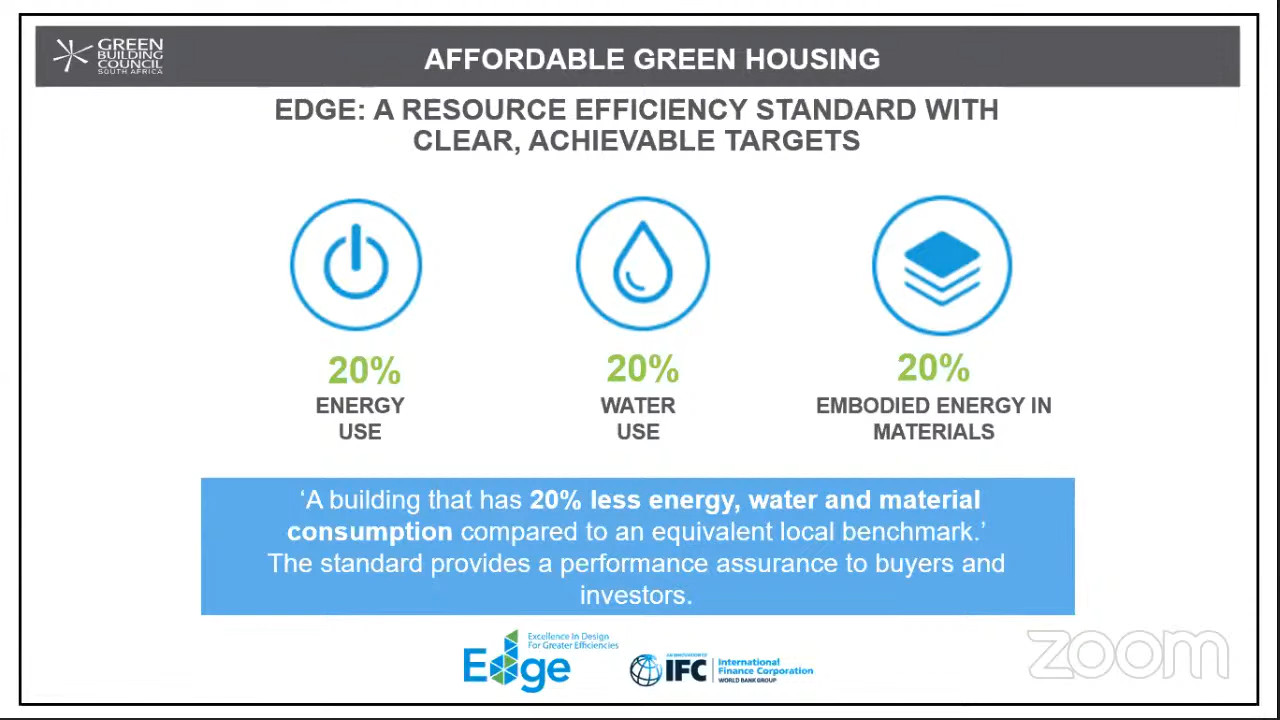 GREEN
BUILDING
COUNCIL
SOUTH AFRICA
AFFORDABLE GREEN HOUSING
EDGE: A RESOURCE EFFICIENCY STANDARD WITH
CLEAR, ACHIEVABLE TARGETS
20%
ENERGY
USE
20%
WATER
USE
20%
EMBODIED ENERGY IN
MATERIALS
‘A building that has 20% less energy, water and material
consumption compared to an equivalent local benchmark.’
The standard provides a performance assurance to buyers and
investors.
Edge
Excellence In Design
For Greater Efficiencies
AN INNOVATION OF
IFC
International
Finance Corporation
WORLD BANK GROUP
zoom